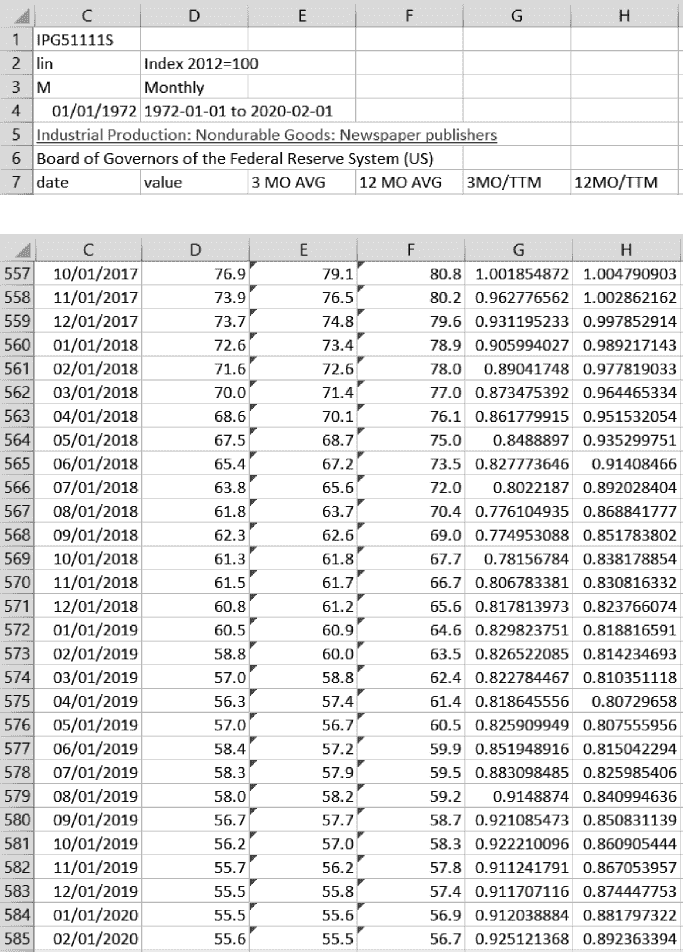 C D E F G H
1 IPG51111S
2 lin Index 2012=100
3 M Monthly
4 01/01/1972 1972-01-01 to 2020-02-01
5 Industrial Production: Nondurable Goods: Newspaper publishers
6 Board of Governors of the Federal Reserve System (US)
7 date value 3 MO AVG 12 MO AVG 3MO/TTM 12MO/TTM
C D E F G H
557 10/01/2017 76.9 79.1 80.8 1.001854872 1.004790903
558 11/01/2017 73.9 76.5 80.2 0.962776562 1.002862162
559 12/01/2017 73.7 74.8 79.6 0.931195233 0.997852914
560 01/01/2018 72.6 73.4 78.9 0.905994027 0.989217143
561 02/01/2018 71.6 72.6 78.0 0.89041748 0.977819033
562 03/01/2018 70.0 71.4 77.0 0.873475392 0.964465334
563 04/01/2018 68.6 70.1 76.1 0.861779915 0.951532054
564 05/01/2018 67.5 68.7 75.0 0.8488897 0.935299751
565 06/01/2018 65.4 67.2 73.5 0.827773646 0.91408466
566 07/01/2018 63.8 65.6 72.0 0.8022187 0.892028404
567 08/01/2018 61.8 63.7 70.4 0.776104935 0.868841777
568 09/01/2018 62.3 62.6 69.0 0.774953088 0.851783802
569 10/01/2018 61.3 61.8 67.7 0.78156784 0.838178854
570 11/01/2018 61.5 61.7 66.7 0.806783381 0.830816332
571 12/01/2018 60.8 61.2 65.6 0.817813973 0.823766074
572 01/01/2019 60.5 60.9 64.6 0.829823751 0.818816591
573 02/01/2019 58.8 60.0 63.5 0.826522085 0.814234693
574 03/01/2019 57.0 58.8 62.4 0.822784467 0.810351118
575 04/01/2019 56.3 57.4 61.4 0.818645556 0.80729658
576 05/01/2019 57.0 56.7 60.5 0.825909949 0.807555956
577 06/01/2019 58.4 57.2 59.9 0.851948916 0.815042294
578 07/01/2019 58.3 57.9 59.5 0.883098485 0.825985406
579 08/01/2019 58.0 58.2 59.2 0.9148874 0.840994636
580 09/01/2019 56.7 57.7 58.7 0.921085473 0.850831139
581 10/01/2019 56.2 57.0 58.3 0.922210096 0.860905444
582 11/01/2019 55.7 56.2 57.8 0.911241791 0.867053957
583 12/01/2019 55.5 55.8 57.4 0.911707116 0.874447753
584 01/01/2020 55.5 55.6 56.9 0.912038884 0.881797322
585 02/01/2020 55.6 55.5 56.7 0.925121368 0.892363394